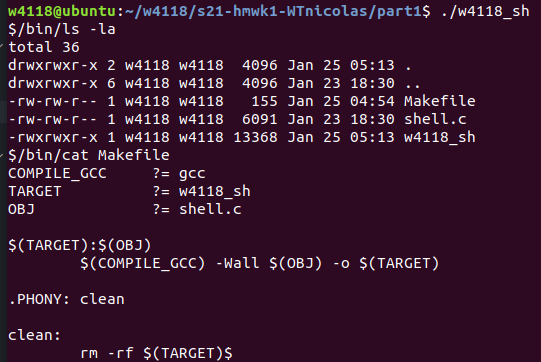 w4118@ubuntu:~/w4118/s21-hmwk1-WTnicolas/part1$ ./w4118_sh
$/bin/ls -la
total 36
drwxrwxr-x 2 w4118 w4118  4096 Jan 25 05:13 .
drwxrwxr-x 6 w4118 w4118  4096 Jan 23 18:30 ..
-rw-rw-r-- 1 w4118 w4118   155 Jan 25 04:54 Makefile
-rw-rw-r-- 1 w4118 w4118  6091 Jan 23 18:30 shell.c
-rwxrwxr-x 1 w4118 w4118 13368 Jan 25 05:13 w4118_sh
$/bin/cat Makefile
COMPILE_GCC     ?= gcc
TARGET          ?= w4118_sh
OBJ             ?= shell.c

$(TARGET):$(OBJ)
        $(COMPILE_GCC) -Wall $(OBJ) -o $(TARGET)

.PHONY: clean

clean:
        rm -rf $(TARGET)$